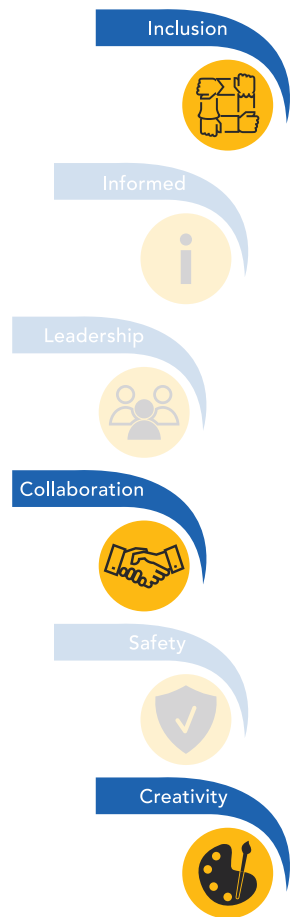 Inclusion
Informed
Leadership
Collaboration
Safety
Creativity